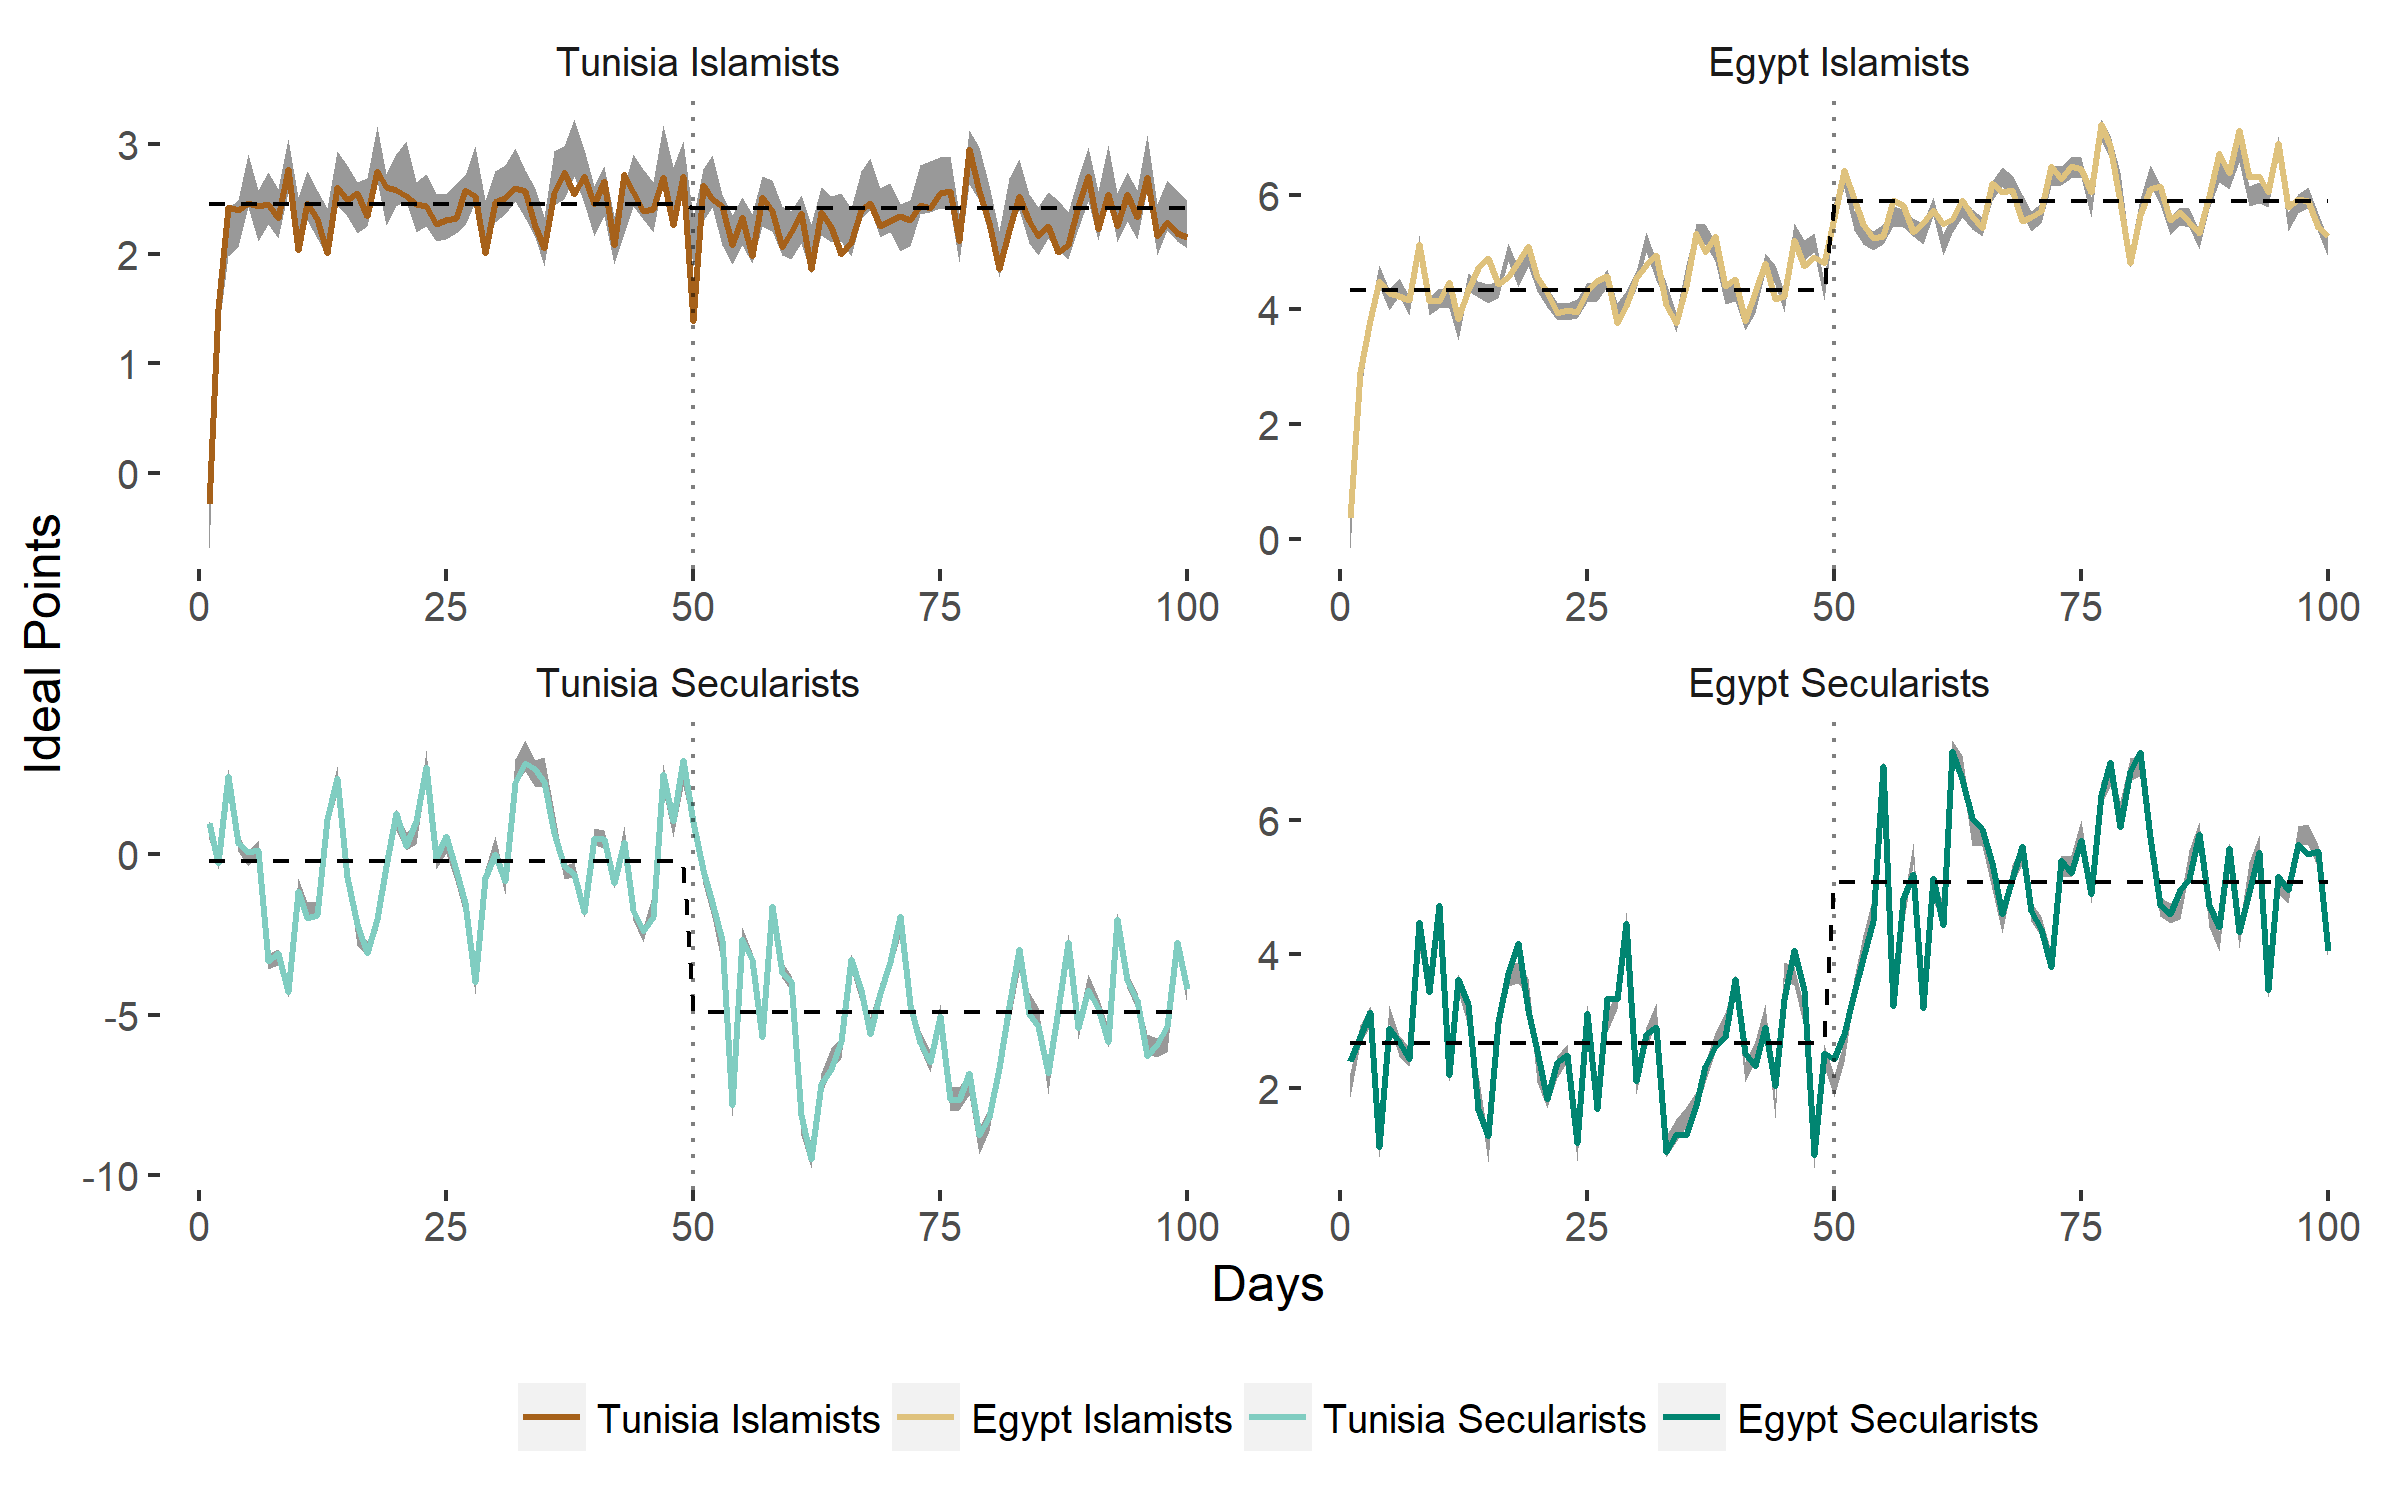 Tunisia Islamists
Egypt Islamists
3
2
1
0
6
4
2
0
0 25 50 75 100
0 25 50 75 100
Ideal Points
Tunisia Secularists
Egypt Secularists
0
-5
-10
6
4
2
0 25 50 75 100
0 25 50 75 100
Days
Tunisia Islamists Egypt Islamists Tunisia Secularists Egypt Secularists